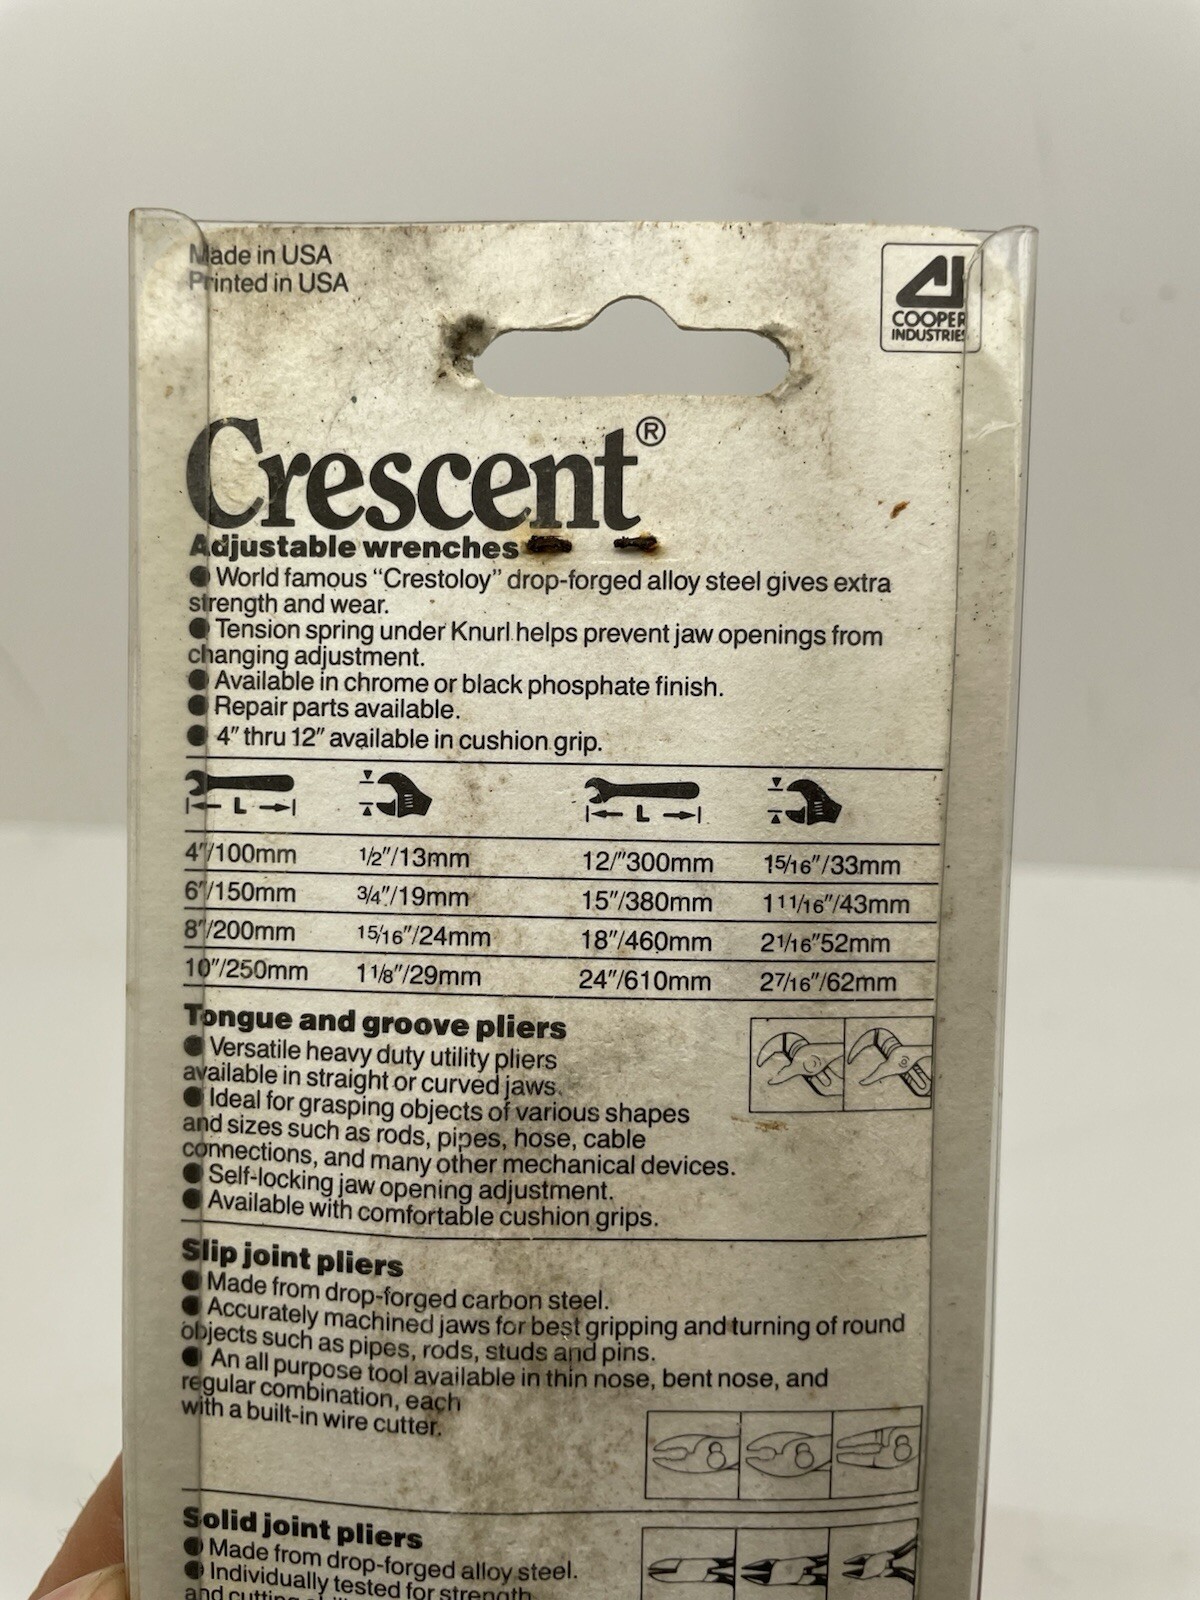 Made in USA
Printed in USA
COOPER
INDUSTRIES
Crescent®
Adjustable wrenches
● World famous “Crestoloy” drop-forged alloy steel gives extra
strength and wear.
● Tension spring under Knurl helps prevent jaw openings from
changing adjustment.
● Available in chrome or black phosphate finish.
● Repair parts available.
● 4″ thru 12″ available in cushion grip.
L L
4″/100mm 1/2″/13mm 12/″300mm 15/16″/33mm
6″/150mm 3/4″/19mm 15″/380mm 1 11/16″/43mm
8″/200mm 15/16″/24mm 18″/460mm 2 1/16″52mm
10″/250mm 1 1/8″/29mm 24″/610mm 2 7/16″/62mm
Tongue and groove pliers
● Versatile heavy duty utility pliers
available in straight or curved jaws.
● Ideal for grasping objects of various shapes
and sizes such as rods, pipes, hose, cable
connections, and many other mechanical devices.
● Self-locking jaw opening adjustment.
● Available with comfortable cushion grips.
Slip joint pliers
● Made from drop-forged carbon steel.
● Accurately machined jaws for best gripping and turning of round
objects such as pipes, rods, studs and pins.
● An all purpose tool available in thin nose, bent nose, and
regular combination, each
with a built-in wire cutter.
Solid joint pliers
● Made from drop-forged alloy steel.
● Individually tested for strength
and cutting